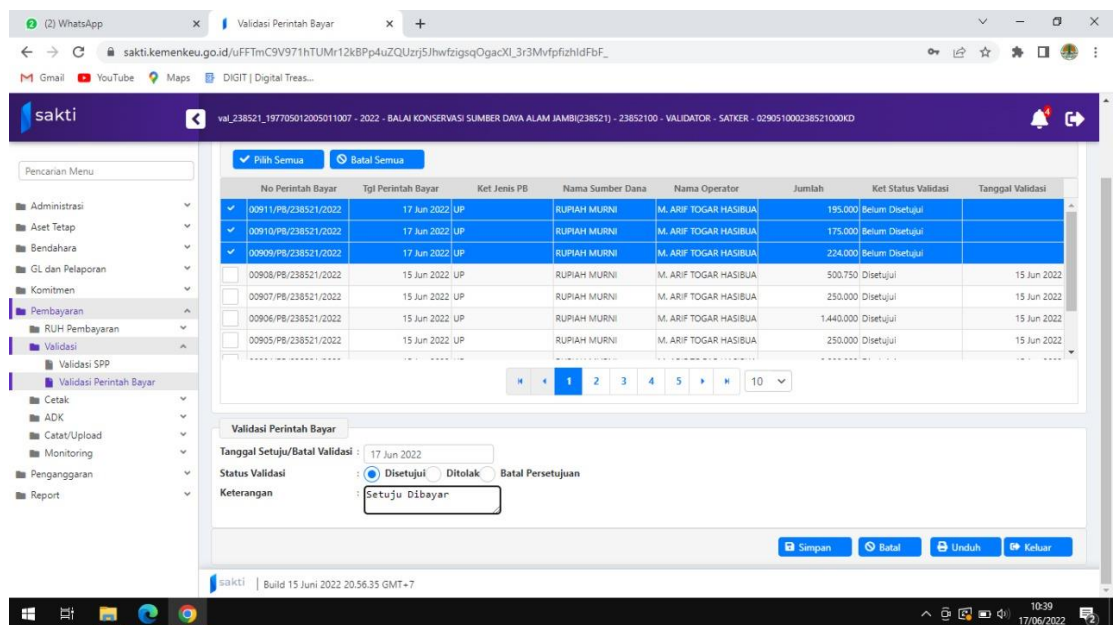 (2) WhatsApp
Validasi Perintah Bayar
sakti.kemenkeu.go.id/uFFTmC9V971hTUMr12kBPp4uZQUzrj5JhwfzigsqOgacXI_3r3MvfpfizhIdFbF_
Gmail YouTube Maps DIGIT | Digital Treas...
sakti
val_238521_197705012005011007 - 2022 - BALAI KONSERVASI SUMBER DAYA ALAM JAMBI(238521) - 23852100 - VALIDATOR - SATKER - 029051000238521000KD
4
Pencarian Menu
Administrasi
Aset Tetap
Bendahara
GL dan Pelaporan
Komitmen
Pembayaran
RUH Pembayaran
Validasi
Validasi SPP
Validasi Perintah Bayar
Cetak
ADK
Catat/Upload
Monitoring
Penganggaran
Report
Pilih Semua Batal Semua
No Perintah Bayar Tgl Perintah Bayar Ket Jenis PB Nama Sumber Dana Nama Operator Jumlah Ket Status Validasi Tanggal Validasi
00911/PB/238521/2022 17 Jun 2022 UP RUPIAH MURNI M. ARIF TOGAR HASIBUA 195.000 Belum Disetujui
00910/PB/238521/2022 17 Jun 2022 UP RUPIAH MURNI M. ARIF TOGAR HASIBUA 175.000 Belum Disetujui
00909/PB/238521/2022 17 Jun 2022 UP RUPIAH MURNI M. ARIF TOGAR HASIBUA 224.000 Belum Disetujui
00908/PB/238521/2022 15 Jun 2022 UP RUPIAH MURNI M. ARIF TOGAR HASIBUA 500.750 Disetujui 15 Jun 2022
00907/PB/238521/2022 15 Jun 2022 UP RUPIAH MURNI M. ARIF TOGAR HASIBUA 250.000 Disetujui 15 Jun 2022
00906/PB/238521/2022 15 Jun 2022 UP RUPIAH MURNI M. ARIF TOGAR HASIBUA 1.440.000 Disetujui 15 Jun 2022
00905/PB/238521/2022 15 Jun 2022 UP RUPIAH MURNI M. ARIF TOGAR HASIBUA 250.000 Disetujui 15 Jun 2022
1 2 3 4 5 10
Validasi Perintah Bayar
Tanggal Setuju/Batal Validasi : 17 Jun 2022
Status Validasi : Disetujui Ditolak Batal Persetujuan
Keterangan : Setuju Dibayar
Simpan Batal Unduh Keluar
sakti | Build 15 Juni 2022 20.56.35 GMT+7
10:39
17/06/2022
2